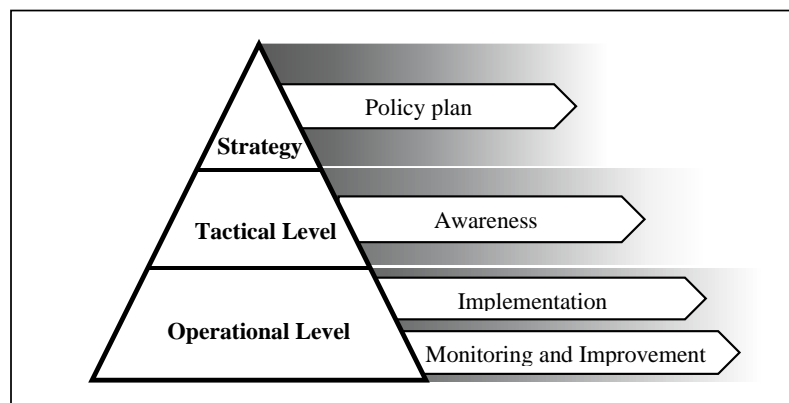 Policy plan
Strategy
Tactical Level
Awareness
Implementation
Operational Level
Monitoring and Improvement